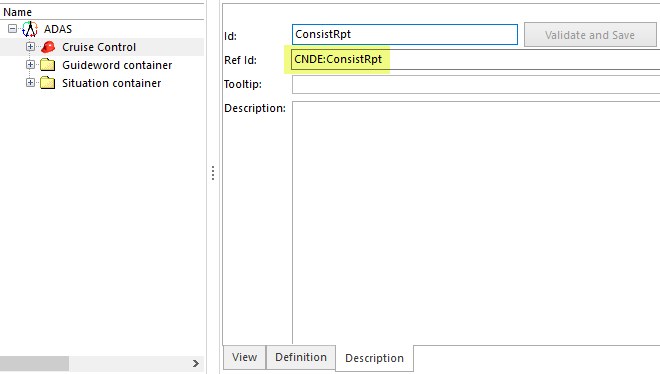 Name
ADAS
Cruise Control
Guideword container
Situation container
Id: ConsistRpt Validate and Save
Ref Id: CNDE:ConsistRpt
Tooltip:
Description:
View Definition Description